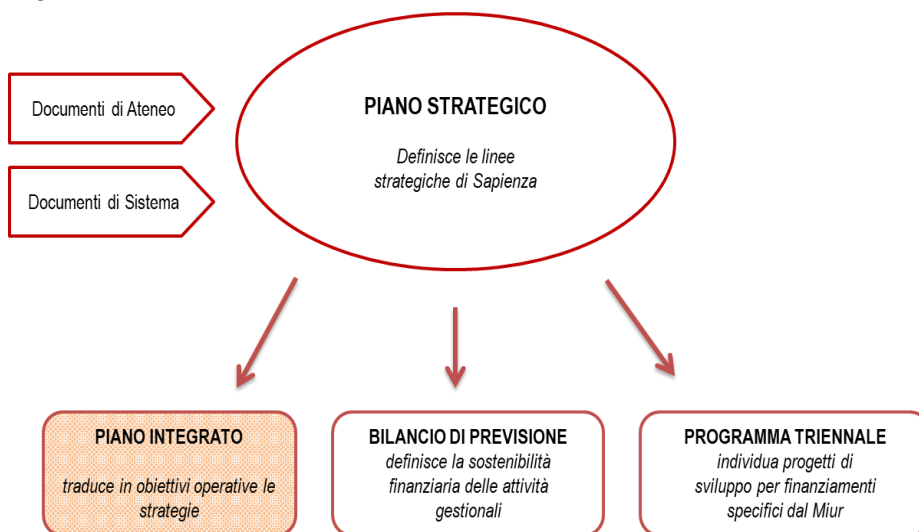 Documenti di Ateneo
Documenti di Sistema
PIANO STRATEGICO
Definisce le linee
strategiche di Sapienza
PIANO INTEGRATO
traduce in obiettivi operative le
strategie
BILANCIO DI PREVISIONE
definisce la sostenibilità
finanziaria delle attività
gestionali
PROGRAMMA TRIENNALE
individua progetti di
sviluppo per finanziamenti
specifici dal Miur